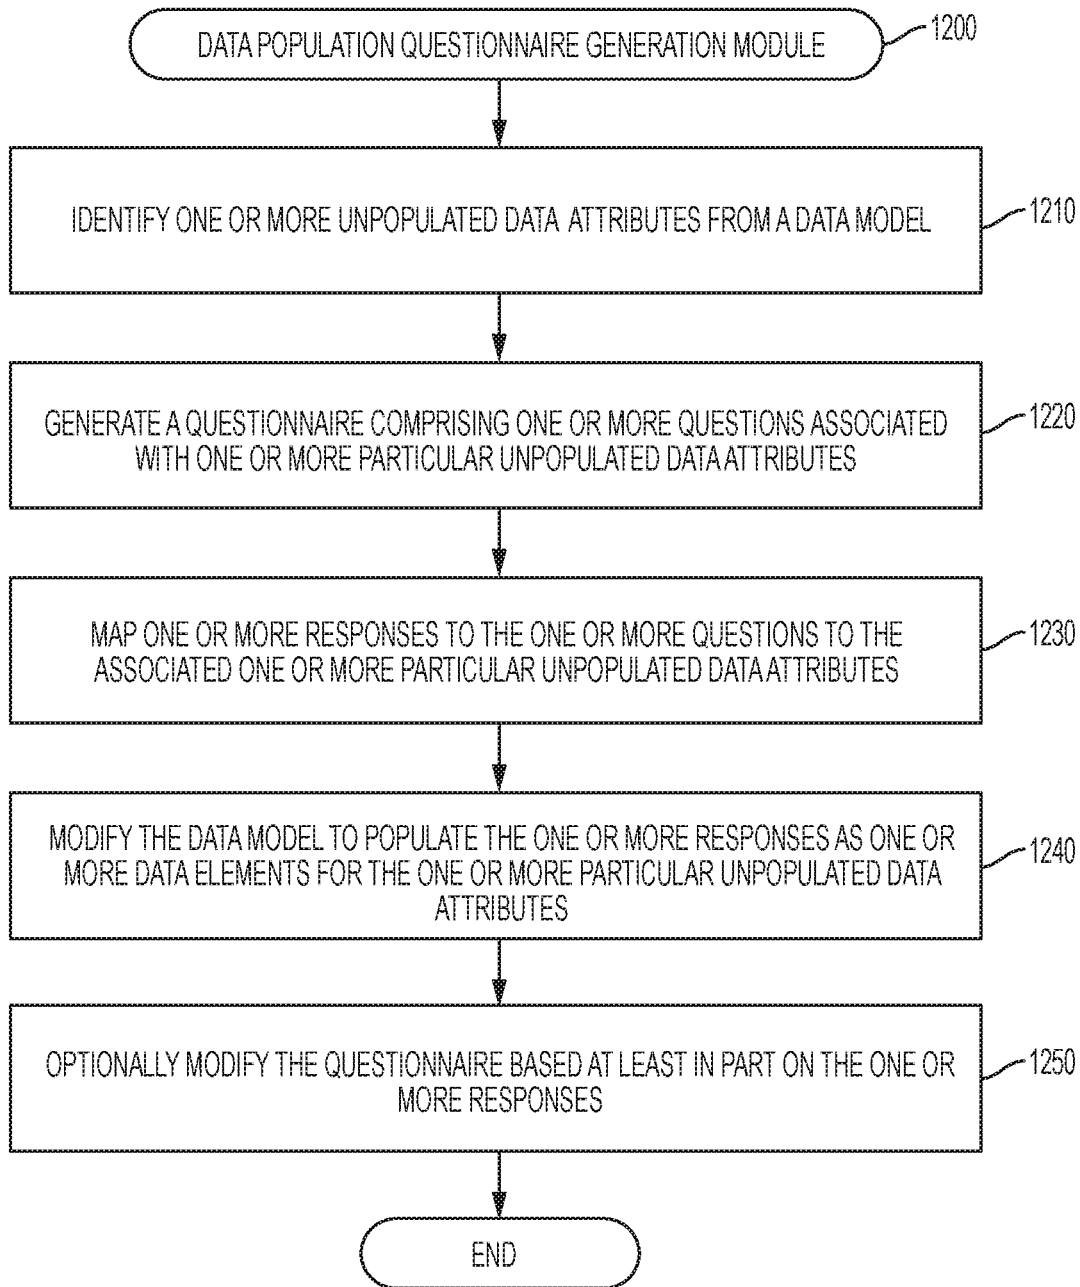 DATA POPULATION QUESTIONNAIRE GENERATION MODULE
1200
IDENTIFY ONE OR MORE UNPOPULATED DATA ATTRIBUTES FROM A DATA MODEL
1210
GENERATE A QUESTIONNAIRE COMPRISING ONE OR MORE QUESTIONS ASSOCIATED
WITH ONE OR MORE PARTICULAR UNPOPULATED DATA ATTRIBUTES
1220
MAP ONE OR MORE RESPONSES TO THE ONE OR MORE QUESTIONS TO THE
ASSOCIATED ONE OR MORE PARTICULAR UNPOPULATED DATA ATTRIBUTES
1230
MODIFY THE DATA MODEL TO POPULATE THE ONE OR MORE RESPONSES AS ONE OR
MORE DATA ELEMENTS FOR THE ONE OR MORE PARTICULAR UNPOPULATED DATA
ATTRIBUTES
1240
OPTIONALLY MODIFY THE QUESTIONNAIRE BASED AT LEAST IN PART ON THE ONE OR
MORE RESPONSES
1250
END